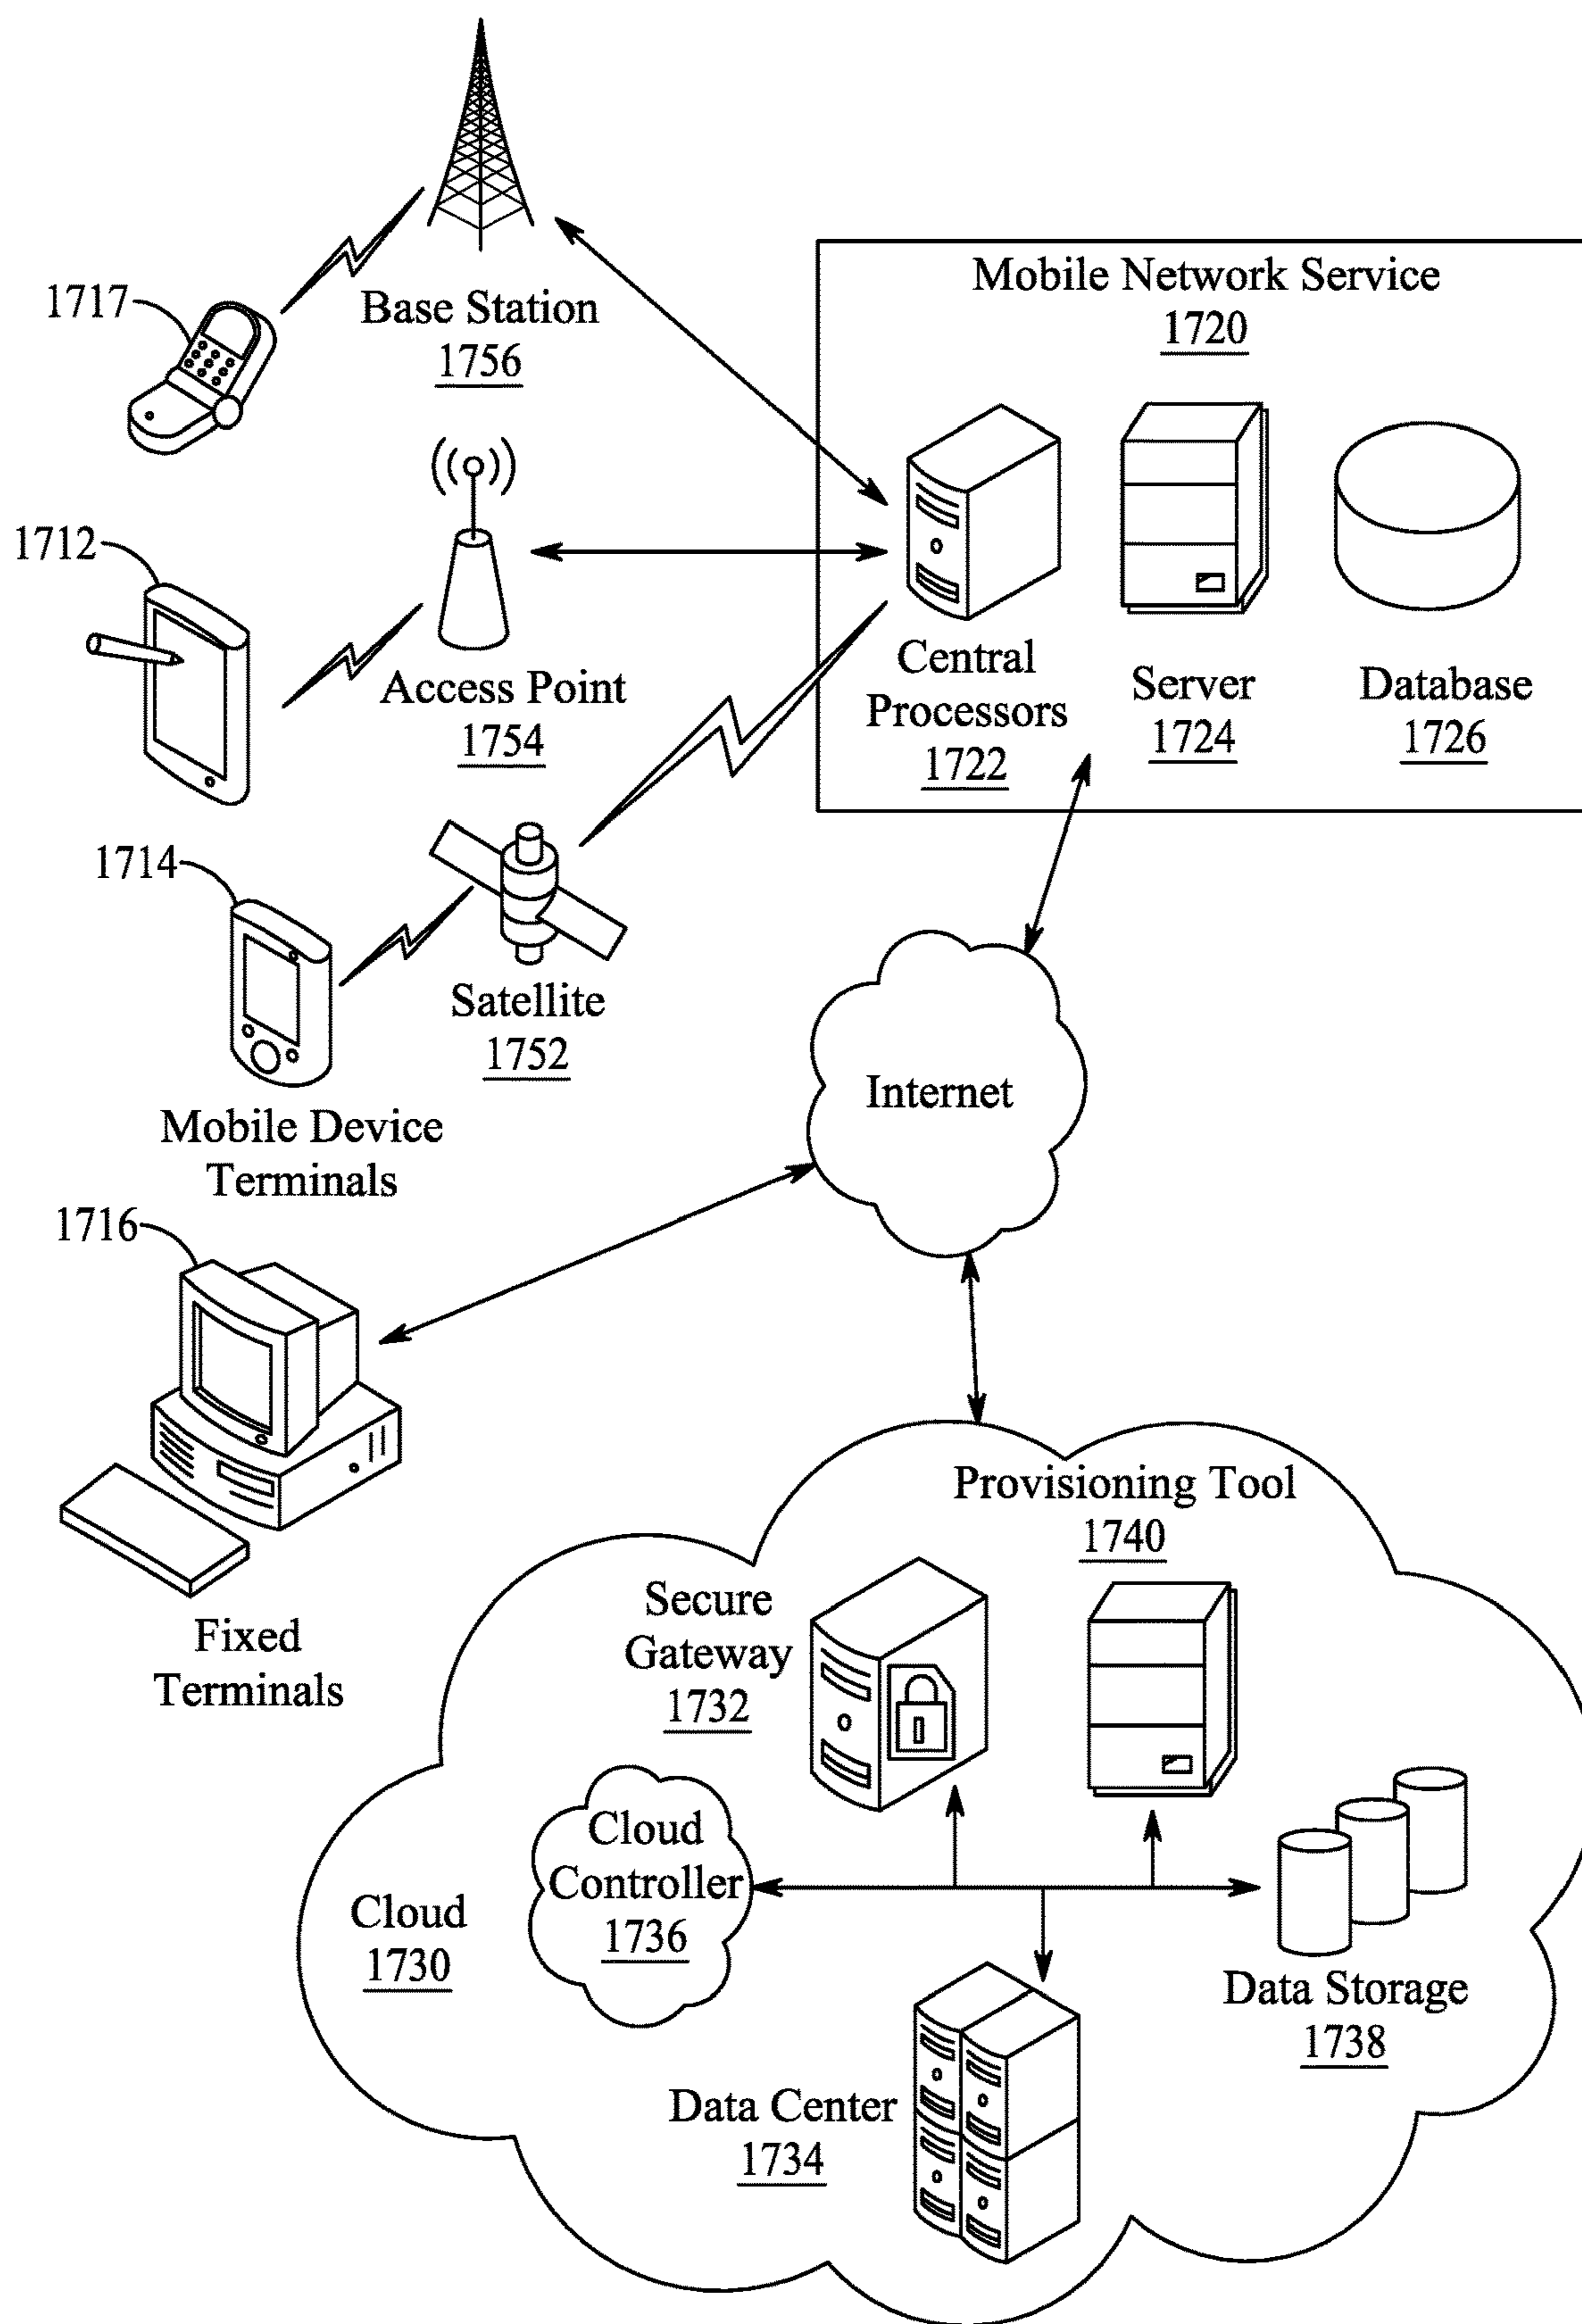 1717
Base Station
1756
Mobile Network Service
1720
1712
Access Point
1754
Central
Processors
1722
Server
1724
Database
1726
1714
Satellite
1752
Mobile Device
Terminals
Internet
1716
Fixed
Terminals
Provisioning Tool
1740
Secure
Gateway
1732
Cloud
Controller
1736
Cloud
1730
Data Storage
1738
Data Center
1734